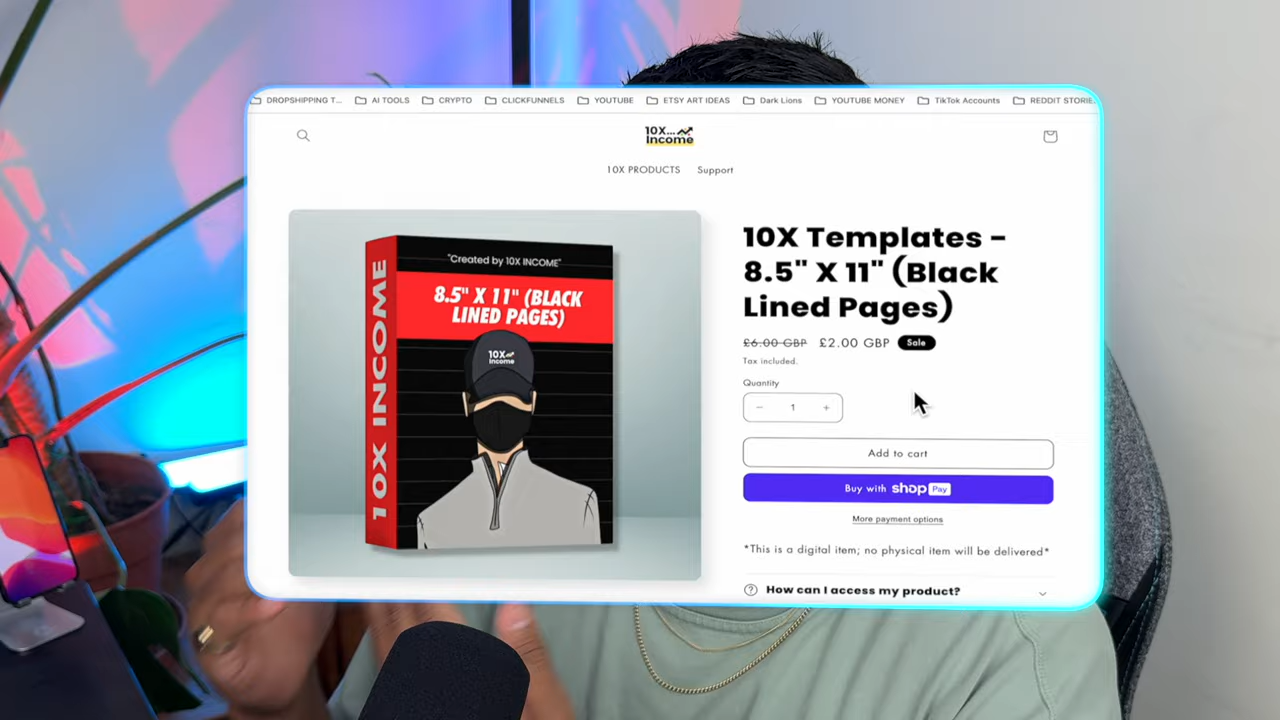 DROPSHIPPING T... AI TOOLS CRYPTO CLICKFUNNELS YOUTUBE ETSY ART IDEAS Dark Lions YOUTUBE MONEY TikTok Accounts REDDIT STORIE
10X...
Income
10X PRODUCTS Support
"Created by 10X INCOME"
8.5" X 11" (BLACK
LINED PAGES)
10X
Income
10X INCOME
10X Templates -
8.5" X 11" (Black
Lined Pages)
£6.00 GBP £2.00 GBP Sale
Tax included.
Quantity
− 1 +
Add to cart
Buy with shop Pay
More payment options
*This is a digital item; no physical item will be delivered*
? How can I access my product?